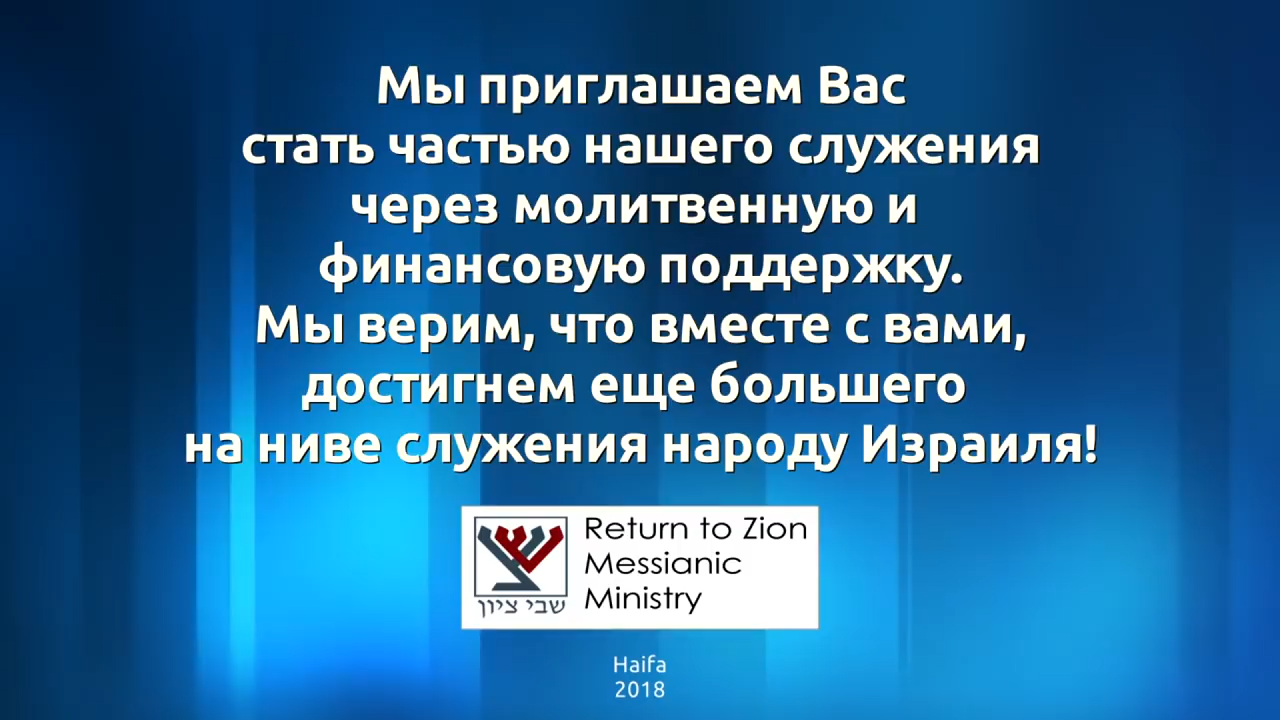 Мы приглашаем Вас
стать частью нашего служения
через молитвенную и
финансовую поддержку.
Мы верим, что вместе с вами,
достигнем еще большего
на ниве служения народу Израиля!
Return to Zion
Messianic
Ministry
שבי ציון
Haifa
2018